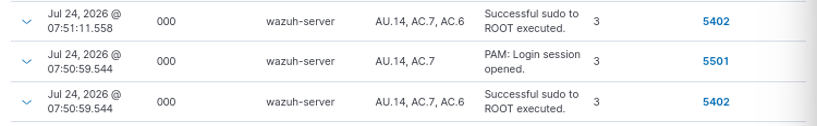 Jul 24, 2026 @ 07:51:11.558 000 wazuh-server AU.14, AC.7, AC.6 Successful sudo to ROOT executed. 3 5402
Jul 24, 2026 @ 07:50:59.544 000 wazuh-server AU.14, AC.7 PAM: Login session opened. 3 5501
Jul 24, 2026 @ 07:50:59.544 000 wazuh-server AU.14, AC.7, AC.6 Successful sudo to ROOT executed. 3 5402